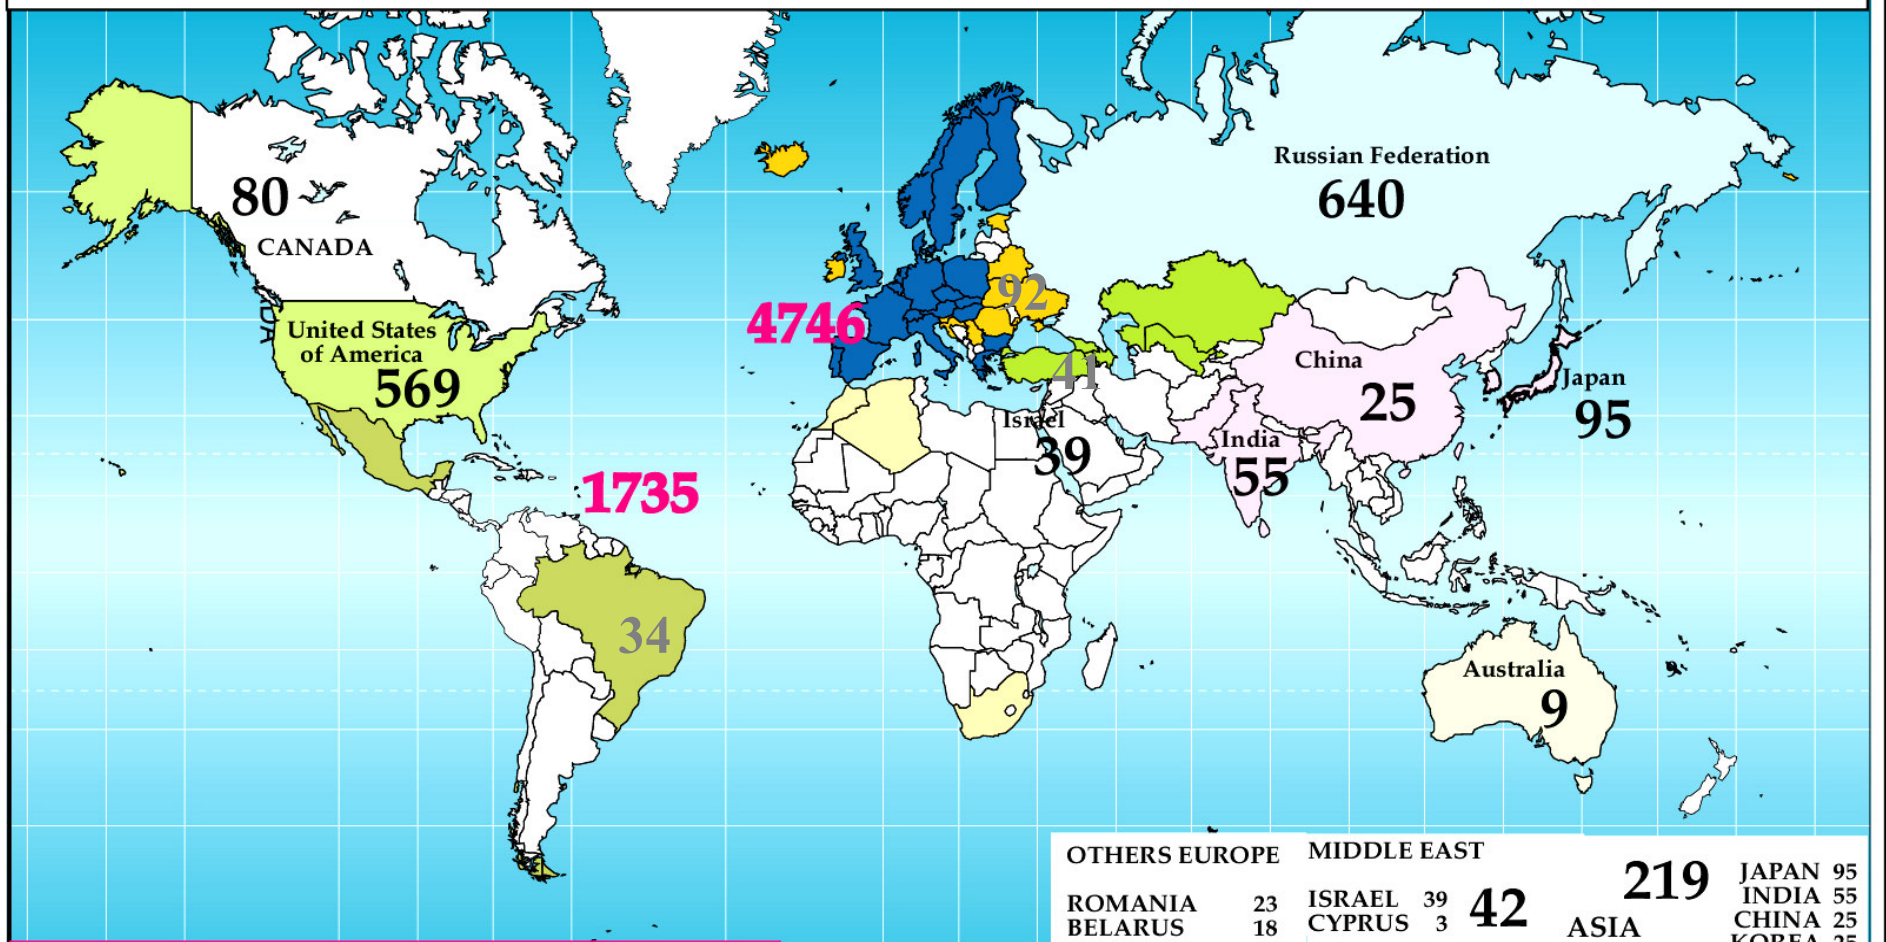 Russian Federation
640
80
CANADA
92
4746
United States
of America
569
41
China
25
Japan
95
Israel
39
India
55
1735
34
Australia
9
OTHERS EUROPE
ROMANIA 23
BELARUS 18
MIDDLE EAST
ISRAEL 39
CYPRUS 3
42
219
ASIA
JAPAN 95
INDIA 55
CHINA 25
KOREA 25